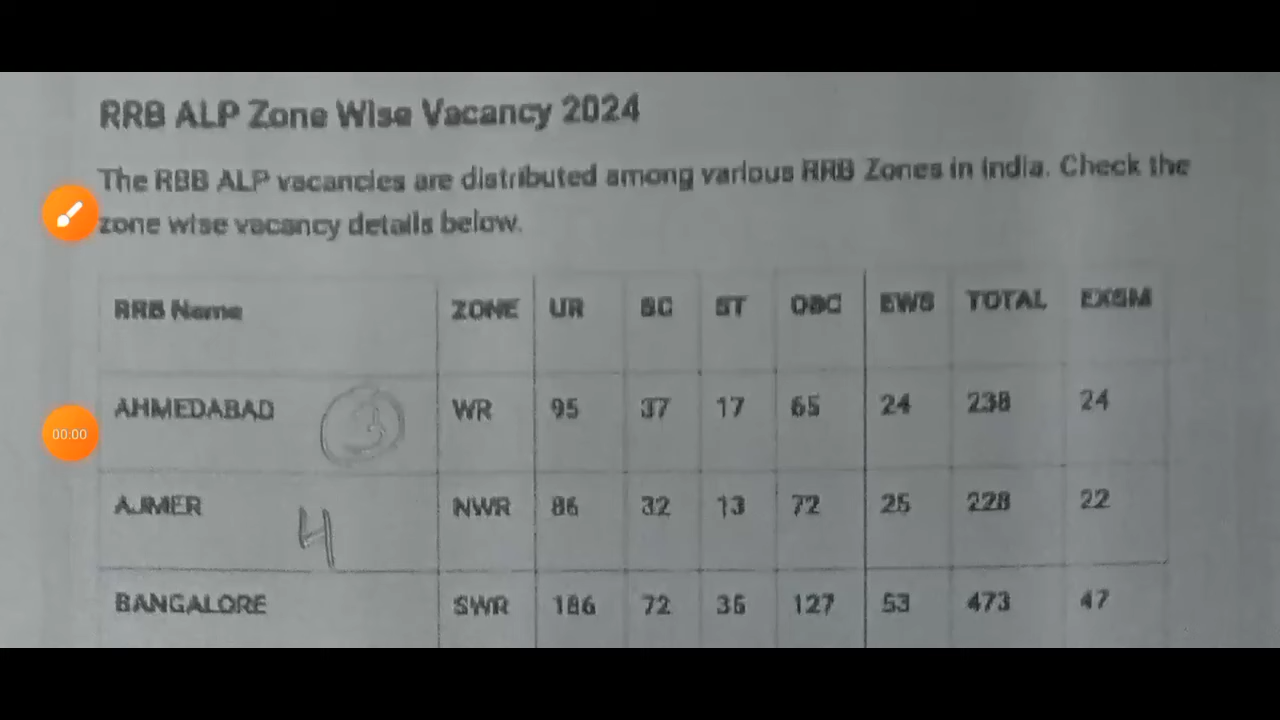 RRB ALP Zone Wise Vacancy 2024
The RBB ALP vacancies are distributed among various RRB Zones in India. Check the
zone wise vacancy details below.
RRB Name ZONE UR SC ST OBC EWS TOTAL EXSM
AHMEDABAD 3 WR 95 37 17 65 24 238 24
AJMER 4 NWR 86 32 13 72 25 228 22
BANGALORE SWR 186 72 35 127 53 473 47
00.00